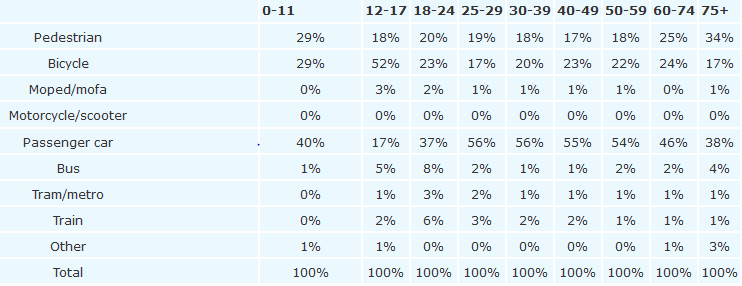 0-11 12-17 18-24 25-29 30-39 40-49 50-59 60-74 75+
Pedestrian 29% 18% 20% 19% 18% 17% 18% 25% 34%
Bicycle 29% 52% 23% 17% 20% 23% 22% 24% 17%
Moped/mofa 0% 3% 2% 1% 1% 1% 1% 0% 1%
Motorcycle/scooter 0% 0% 0% 0% 0% 0% 0% 0% 0%
Passenger car 40% 17% 37% 56% 56% 55% 54% 46% 38%
Bus 1% 5% 8% 2% 1% 1% 2% 2% 4%
Tram/metro 0% 1% 3% 2% 1% 1% 1% 1% 1%
Train 0% 2% 6% 3% 2% 2% 1% 1% 1%
Other 1% 1% 0% 0% 0% 0% 0% 1% 3%
Total 100% 100% 100% 100% 100% 100% 100% 100% 100%